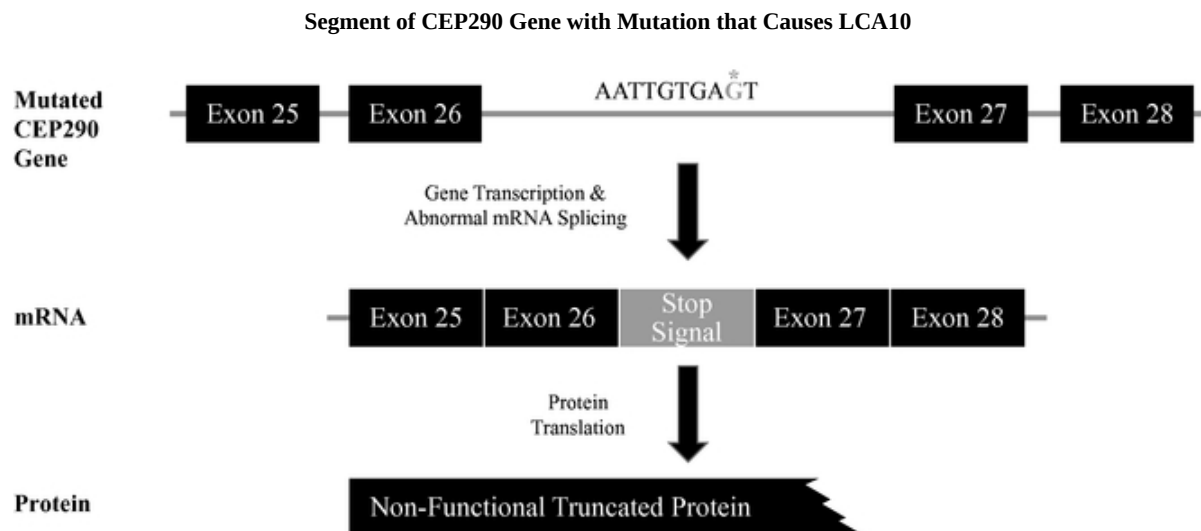 Segment of CEP290 Gene with Mutation that Causes LCA10
Mutated
CEP290
Gene
Exon 25
Exon 26
*
AATTGTGAGT
Exon 27
Exon 28
Gene Transcription &
Abnormal mRNA Splicing
mRNA
Exon 25
Exon 26
Stop
Signal
Exon 27
Exon 28
Protein
Translation
Protein
Non-Functional Truncated Protein